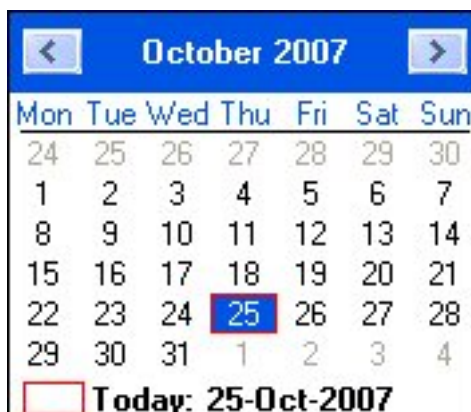 October 2007
Mon Tue Wed Thu Fri Sat Sun
24 25 26 27 28 29 30
1 2 3 4 5 6 7
8 9 10 11 12 13 14
15 16 17 18 19 20 21
22 23 24 25 26 27 28
29 30 31 1 2 3 4
Today: 25-Oct-2007